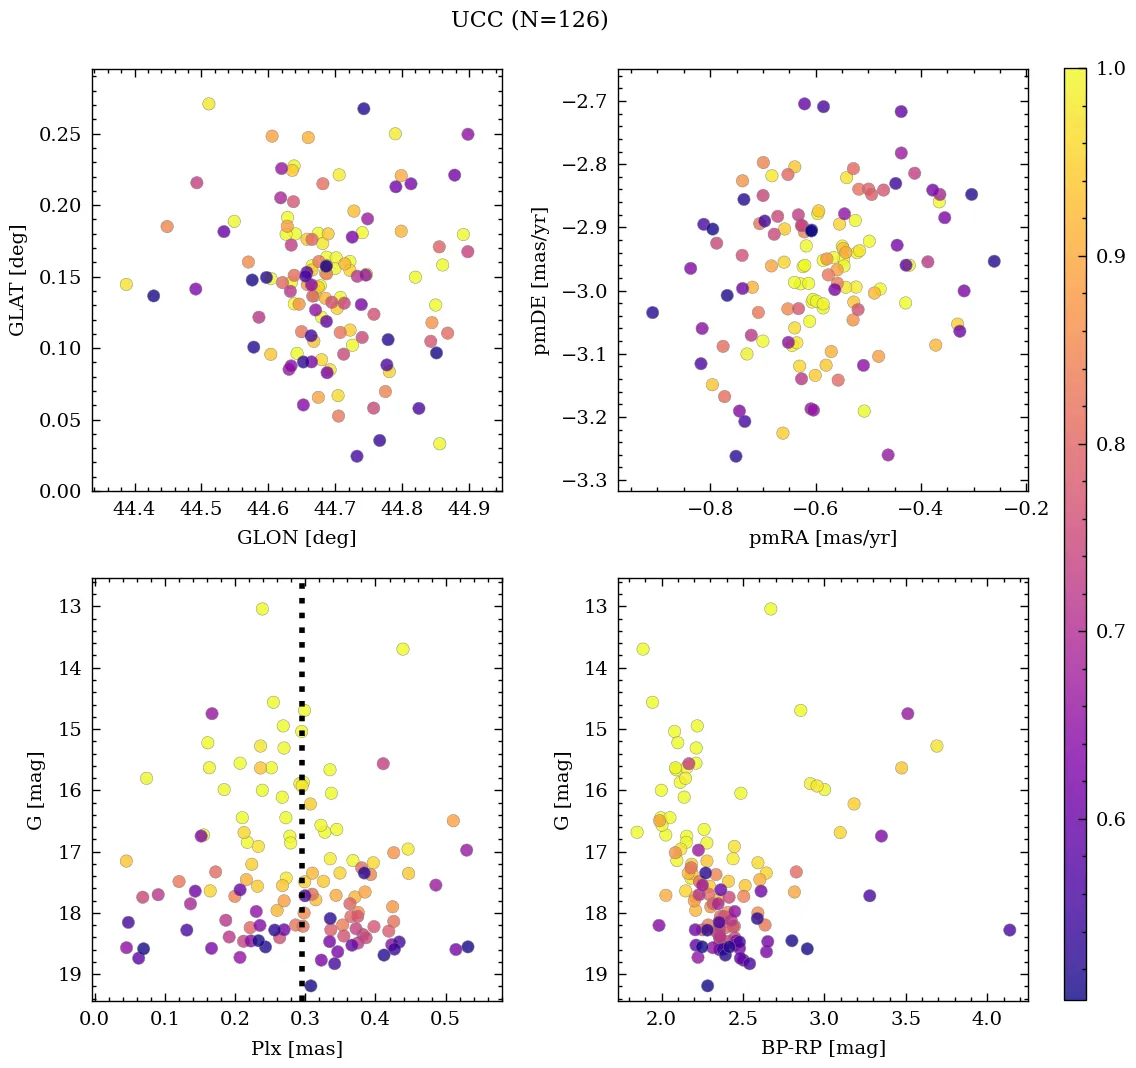 UCC (N=126)
0.25
0.20
0.15
0.10
0.05
0.00
GLAT [deg]
44.4 44.5 44.6 44.7 44.8 44.9
GLON [deg]
−2.7
−2.8
−2.9
−3.0
−3.1
−3.2
−3.3
pmDE [mas/yr]
−0.8 −0.6 −0.4 −0.2
pmRA [mas/yr]
13
14
15
16
17
18
19
G [mag]
0.0 0.1 0.2 0.3 0.4 0.5
Plx [mas]
13
14
15
16
17
18
19
G [mag]
2.0 2.5 3.0 3.5 4.0
BP-RP [mag]
1.0
0.9
0.8
0.7
0.6